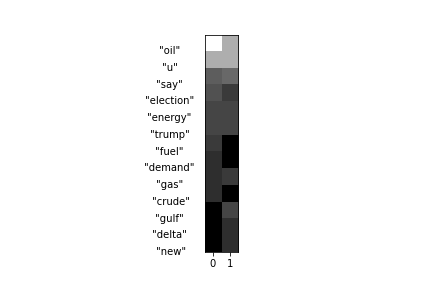 "oil"
"u"
"say"
"election"
"energy"
"trump"
"fuel"
"demand"
"gas"
"crude"
"gulf"
"delta"
"new"
0 1